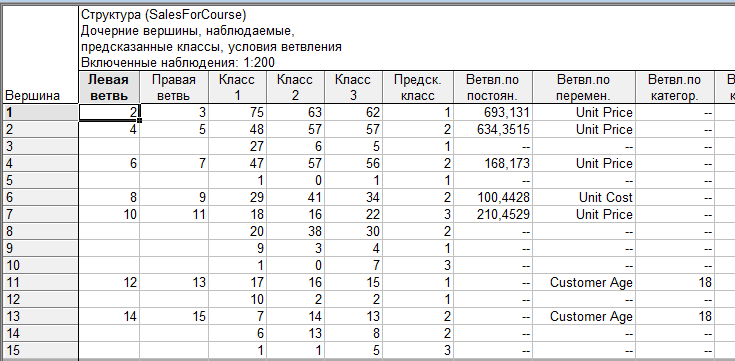 Структура (SalesForCourse)
Дочерние вершины, наблюдаемые,
предсказанные классы, условия ветвления
Включенные наблюдения: 1:200
Вершина Левая ветвь Правая ветвь Класс 1 Класс 2 Класс 3 Предск. класс Ветвл.по постоян. Ветвл.по перемен. Ветвл.по категор.
1 2 3 75 63 62 1 693,131 Unit Price --
2 4 5 48 57 57 2 634,3515 Unit Price --
3 27 6 5 1 -- -- --
4 6 7 47 57 56 2 168,173 Unit Price --
5 1 0 1 1 -- -- --
6 8 9 29 41 34 2 100,4428 Unit Cost --
7 10 11 18 16 22 3 210,4529 Unit Price --
8 20 38 30 2 -- -- --
9 9 3 4 1 -- -- --
10 1 0 7 3 -- -- --
11 12 13 17 16 15 1 -- Customer Age 18
12 10 2 2 1 -- -- --
13 14 15 7 14 13 2 -- Customer Age 18
14 6 13 8 2 -- -- --
15 1 1 5 3 -- -- --